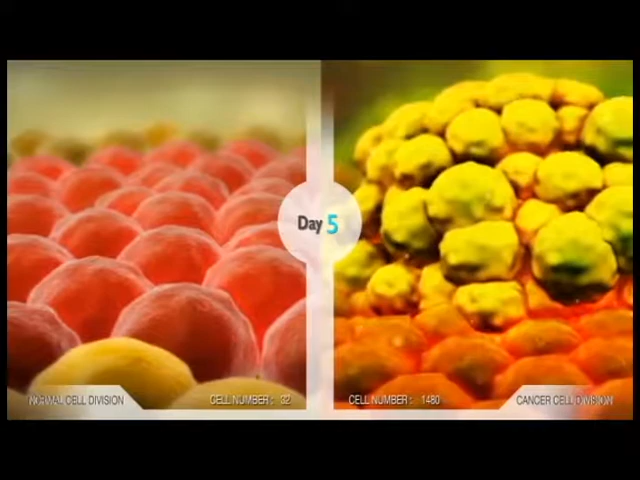 Day 5
NORMAL CELL DIVISION
CELL NUMBER: 32
CELL NUMBER: 1480
CANCER CELL DIVISION